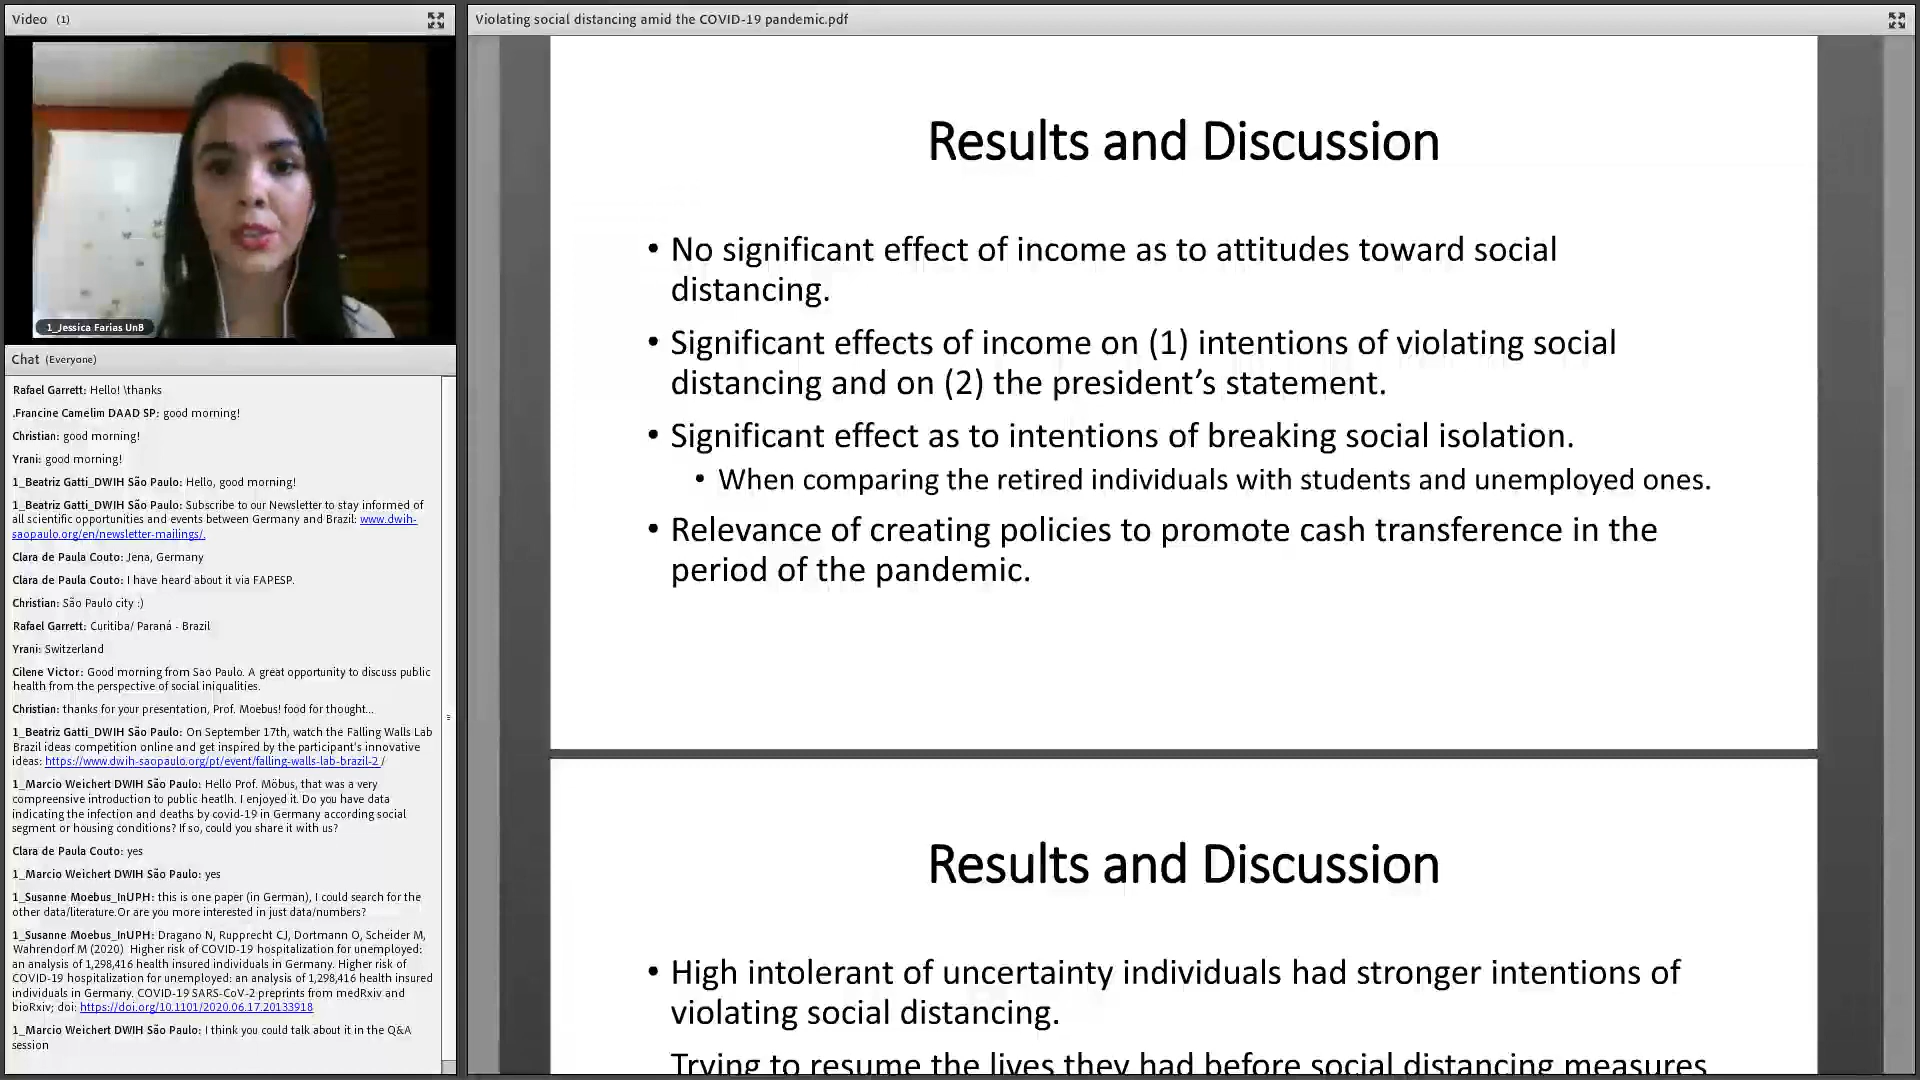 Video (1)
1_Jessica Farias UnB
Chat (Everyone)
Rafael Garrett: Hello! \thanks
.Francine Camelim DAAD SP: good morning!
Christian: good morning!
Yrani: good morning!
1_Beatriz Gatti_DWIH São Paulo: Hello, good morning!
1_Beatriz Gatti_DWIH São Paulo: Subscribe to our Newsletter to stay informed of
all scientific opportunities and events between Germany and Brazil: www.dwih-
saopaulo.org/en/newsletter-mailings/.
Clara de Paula Couto: Jena, Germany
Clara de Paula Couto: I have heard about it via FAPESP.
Christian: São Paulo city :)
Rafael Garrett: Curitiba/ Paraná - Brazil
Yrani: Switzerland
Cilene Victor: Good morning from Sao Paulo. A great opportunity to discuss public
health from the perspective of social iniqualities.
Christian: thanks for your presentation, Prof. Moebus! food for thought...
1_Beatriz Gatti_DWIH São Paulo: On September 17th, watch the Falling Walls Lab
Brazil ideas competition online and get inspired by the participant's innovative
ideas: https://www.dwih-saopaulo.org/pt/event/falling-walls-lab-brazil-2 /
1_Marcio Weichert DWIH São Paulo: Hello Prof. Möbus, that was a very
compreensive introduction to public heatlh. I enjoyed it. Do you have data
indicating the infection and deaths by covid-19 in Germany according social
segment or housing conditions? If so, could you share it with us?
Clara de Paula Couto: yes
1_Marcio Weichert DWIH São Paulo: yes
1_Susanne Moebus_InUPH: this is one paper (in German), I could search for the
other data/literature.Or are you more interested in just data/numbers?
1_Susanne Moebus_InUPH: Dragano N, Rupprecht CJ, Dortmann O, Scheider M,
Wahrendorf M (2020) Higher risk of COVID-19 hospitalization for unemployed:
an analysis of 1,298,416 health insured individuals in Germany. Higher risk of
COVID-19 hospitalization for unemployed: an analysis of 1,298,416 health insured
individuals in Germany. COVID-19 SARS-CoV-2 preprints from medRxiv and
bioRxiv; doi: https://doi.org/10.1101/2020.06.17.20133918
1_Marcio Weichert DWIH São Paulo: I think you could talk about it in the Q&A
session
Violating social distancing amid the COVID-19 pandemic.pdf
Results and Discussion
• No significant effect of income as to attitudes toward social
distancing.
• Significant effects of income on (1) intentions of violating social
distancing and on (2) the president’s statement.
• Significant effect as to intentions of breaking social isolation.
• When comparing the retired individuals with students and unemployed ones.
• Relevance of creating policies to promote cash transference in the
period of the pandemic.
Results and Discussion
• High intolerant of uncertainty individuals had stronger intentions of
violating social distancing.
Trying to resume the lives they had before social distancing measures